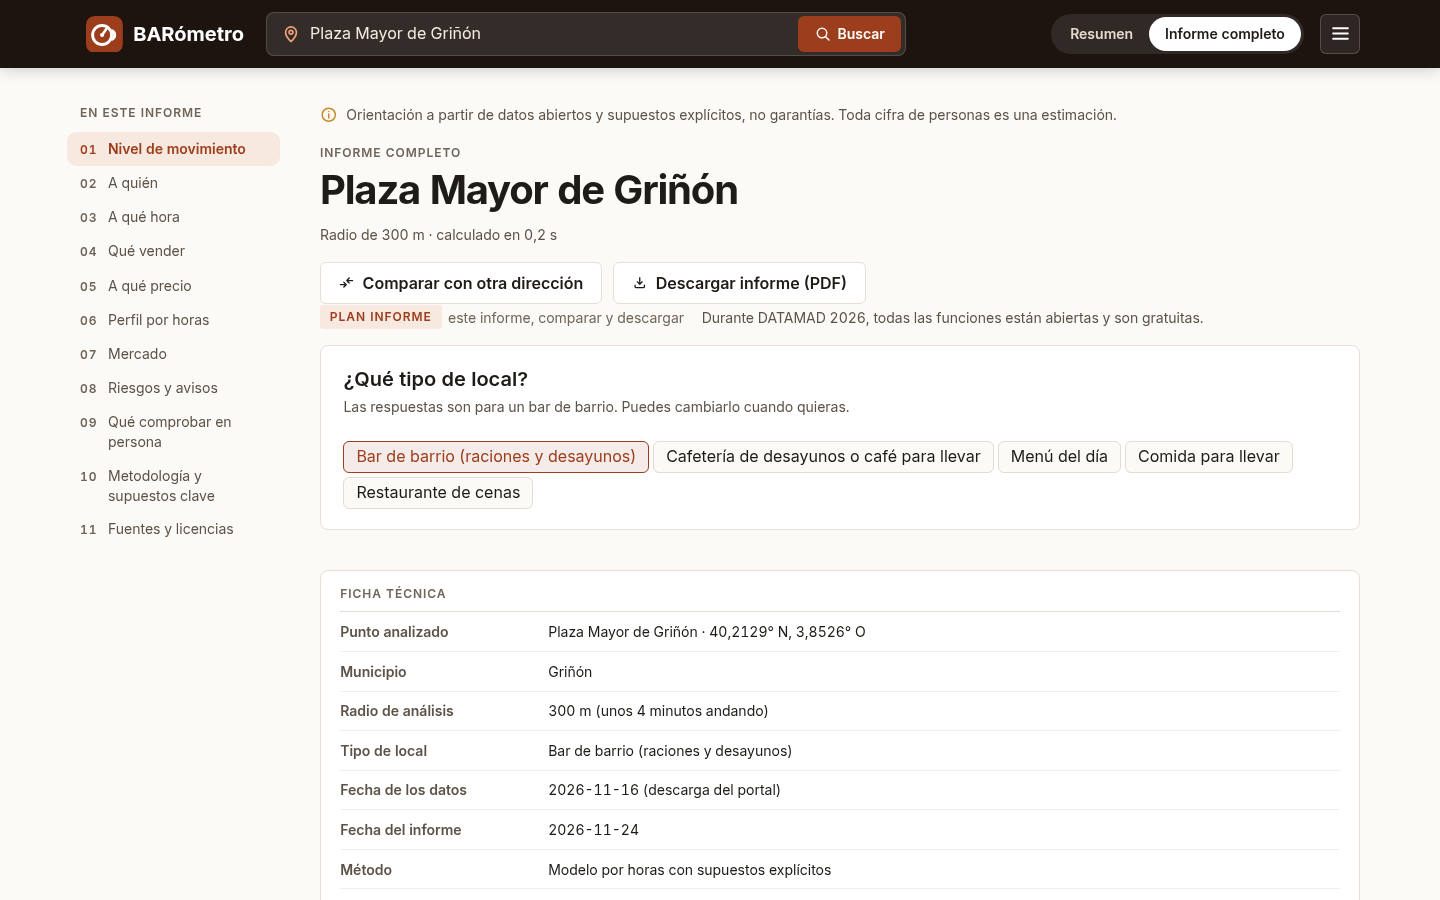 BARómetro
Plaza Mayor de Griñón
Buscar
Resumen
Informe completo
EN ESTE INFORME
01 Nivel de movimiento
02 A quién
03 A qué hora
04 Qué vender
05 A qué precio
06 Perfil por horas
07 Mercado
08 Riesgos y avisos
09 Qué comprobar en
persona
10 Metodología y
supuestos clave
11 Fuentes y licencias
Orientación a partir de datos abiertos y supuestos explícitos, no garantías. Toda cifra de personas es una estimación.
INFORME COMPLETO
Plaza Mayor de Griñón
Radio de 300 m · calculado en 0,2 s
Comparar con otra dirección
Descargar informe (PDF)
PLAN INFORME este informe, comparar y descargar Durante DATAMAD 2026, todas las funciones están abiertas y son gratuitas.
¿Qué tipo de local?
Las respuestas son para un bar de barrio. Puedes cambiarlo cuando quieras.
Bar de barrio (raciones y desayunos)
Cafetería de desayunos o café para llevar
Menú del día
Comida para llevar
Restaurante de cenas
FICHA TÉCNICA
Punto analizado Plaza Mayor de Griñón · 40,2129° N, 3,8526° O
Municipio Griñón
Radio de análisis 300 m (unos 4 minutos andando)
Tipo de local Bar de barrio (raciones y desayunos)
Fecha de los datos 2026-11-16 (descarga del portal)
Fecha del informe 2026-11-24
Método Modelo por horas con supuestos explícitos